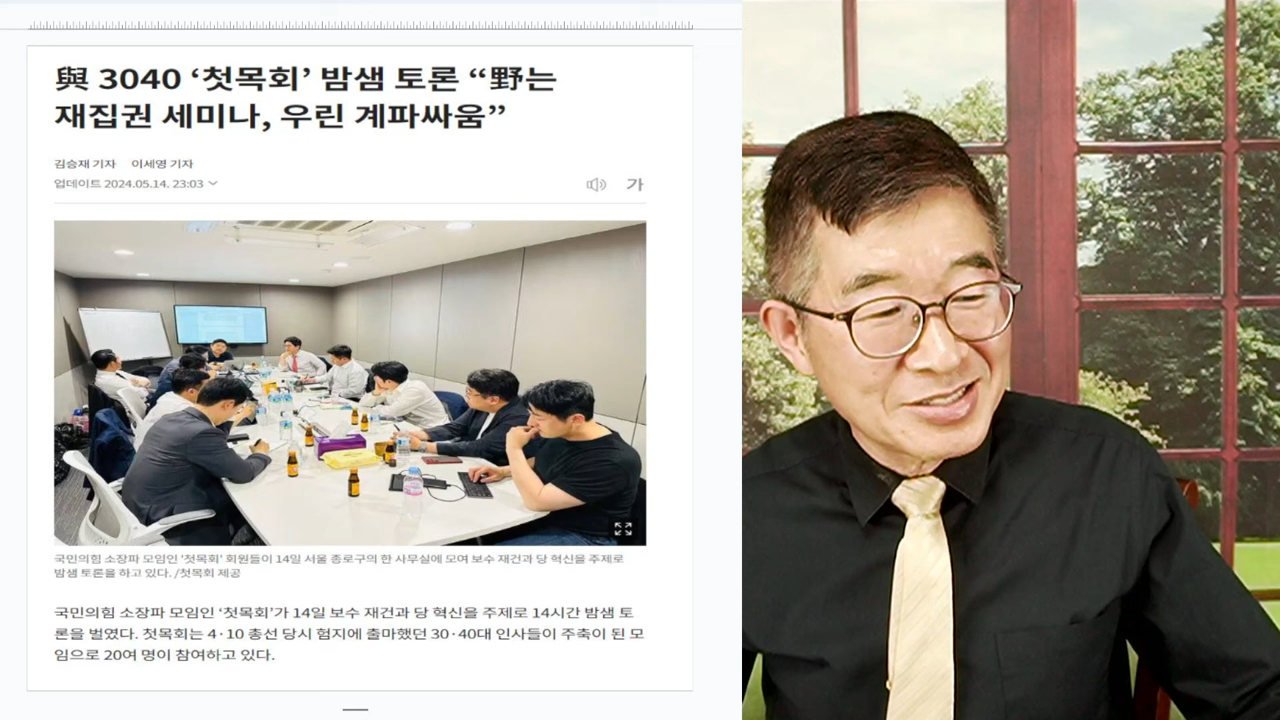 與 3040 ‘첫목회’ 밤샘 토론 “野는
재집권 세미나, 우린 계파싸움”
김승재 기자 이세영 기자
업데이트 2024.05.14. 23:03
가
국민의힘 소장파 모임인 '첫목회' 회원들이 14일 서울 종로구의 한 사무실에 모여 보수 재건과 당 혁신을 주제로
밤샘 토론을 하고 있다. /첫목회 제공
국민의힘 소장파 모임인 ‘첫목회’가 14일 보수 재건과 당 혁신을 주제로 14시간 밤샘 토
론을 벌였다. 첫목회는 4·10 총선 당시 험지에 출마했던 30·40대 인사들이 주축이 된 모
임으로 20여 명이 참여하고 있다.